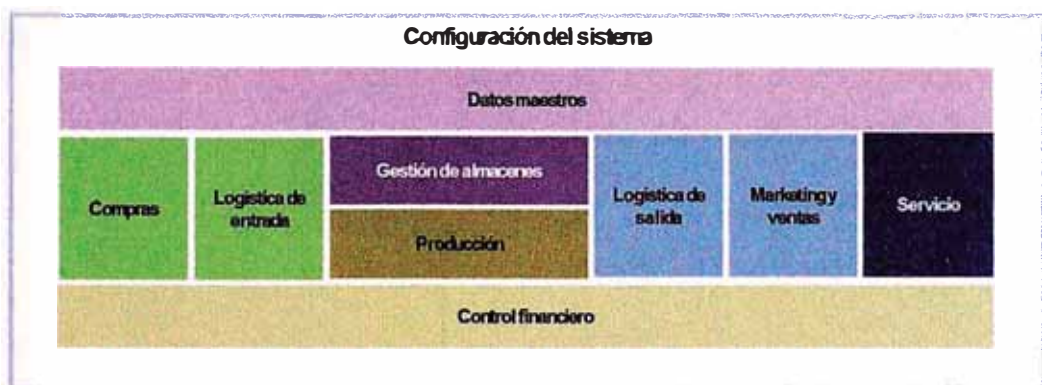 Configuración del sistema
Datos maestros
Compras
Logística de
entrada
Gestión de almacenes
Producción
Logística de
salida
Marketing y
ventas
Servicio
Control financiero